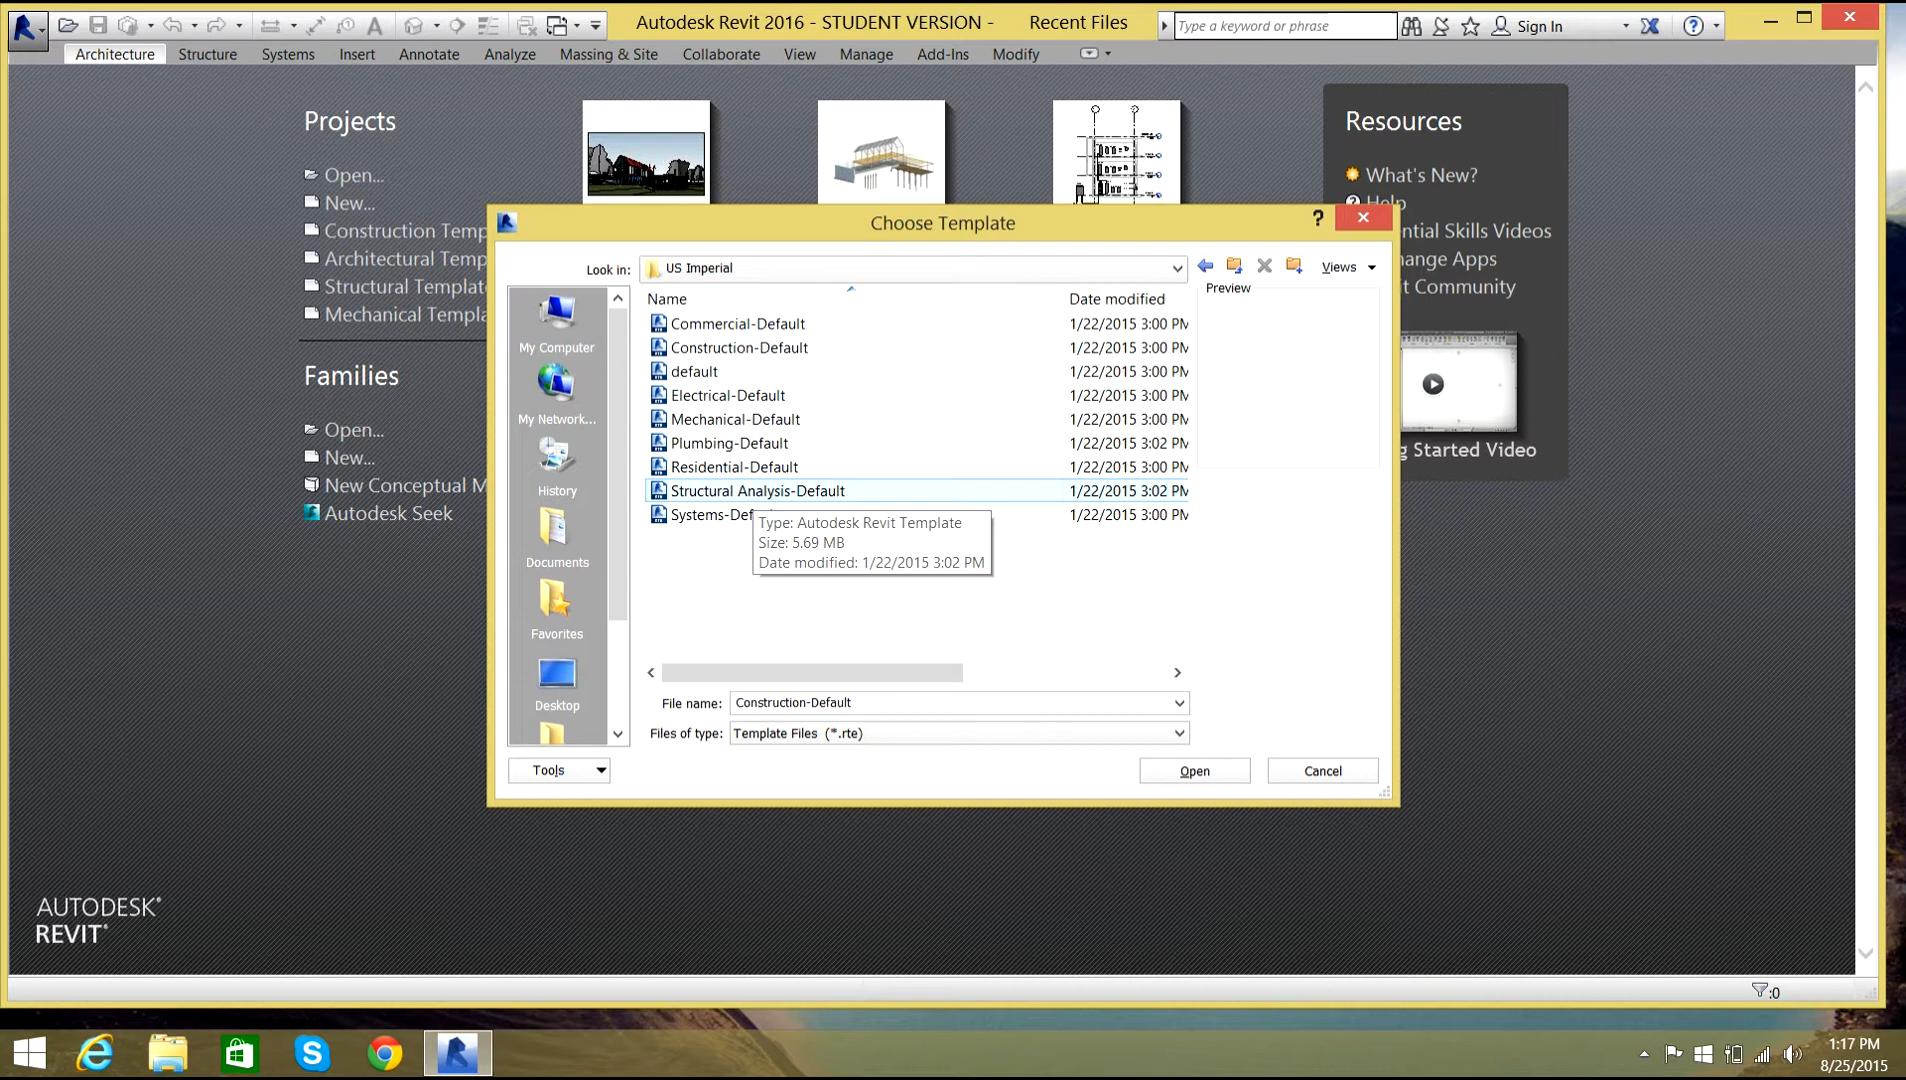 Autodesk Revit 2016 - STUDENT VERSION -
Recent Files
Type a keyword or phrase
Sign In
Architecture
Structure
Systems
Insert
Annotate
Analyze
Massing & Site
Collaborate
View
Manage
Add-Ins
Modify
Projects
Open...
New...
Construction Temp
Architectural Temp
Structural Templat
Mechanical Templa
Families
Open...
New...
New Conceptual M
Autodesk Seek
Resources
What's New?
Help
ential Skills Videos
hange Apps
it Community
g Started Video
Choose Template
?
Look in:
US Imperial
Views
Preview
My Computer
My Network...
History
Documents
Favorites
Desktop
Name
Date modified
Commercial-Default 1/22/2015 3:00 PM
Construction-Default 1/22/2015 3:00 PM
default 1/22/2015 3:00 PM
Electrical-Default 1/22/2015 3:00 PM
Mechanical-Default 1/22/2015 3:00 PM
Plumbing-Default 1/22/2015 3:02 PM
Residential-Default 1/22/2015 3:00 PM
Structural Analysis-Default 1/22/2015 3:02 PM
Systems-Def 1/22/2015 3:00 PM
Type: Autodesk Revit Template
Size: 5.69 MB
Date modified: 1/22/2015 3:02 PM
File name: Construction-Default
Files of type: Template Files (*.rte)
Tools
Open
Cancel
AUTODESK®
REVIT®
:0
1:17 PM
8/25/2015